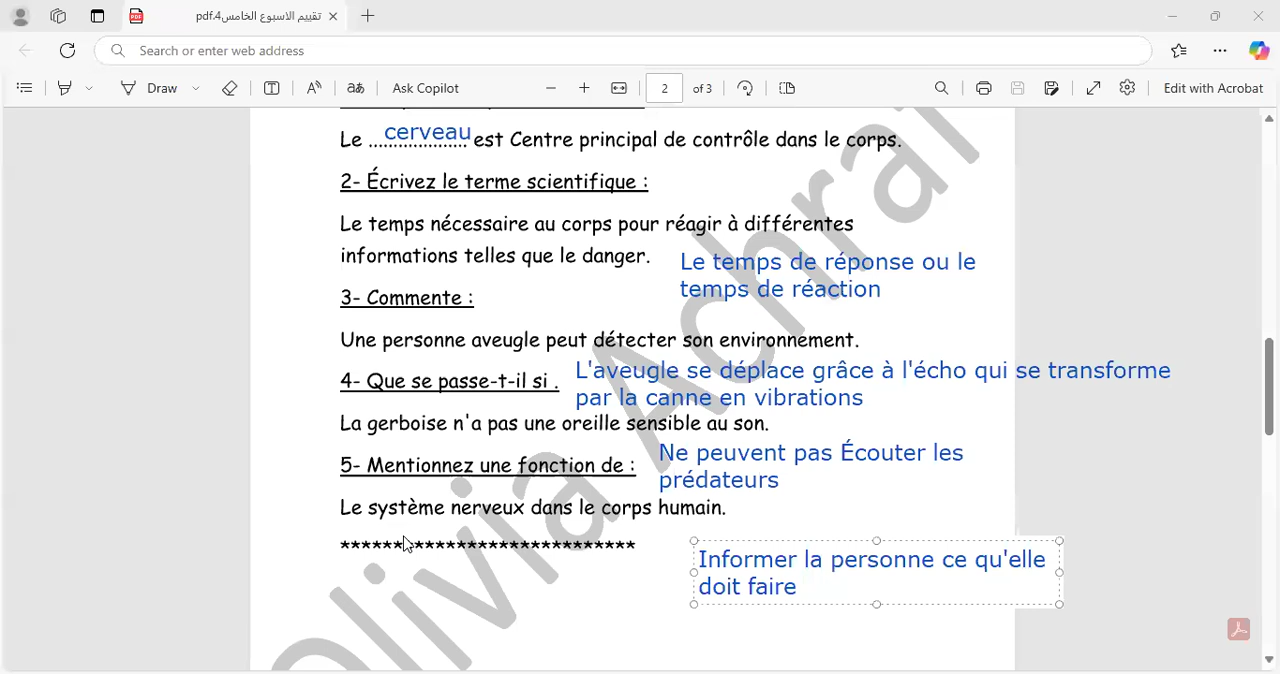 تقييم الاسبوع الخامس4.pdf
Search or enter web address
Draw
Ask Copilot
2 of 3
Edit with Acrobat
Le .................... est Centre principal de contrôle dans le corps.
cerveau
2- Écrivez le terme scientifique :
Le temps nécessaire au corps pour réagir à différentes
informations telles que le danger.
Le temps de réponse ou le
temps de réaction
3- Commente :
Une personne aveugle peut détecter son environnement.
L'aveugle se déplace grâce à l'écho qui se transforme
par la canne en vibrations
4- Que se passe-t-il si .
La gerboise n'a pas une oreille sensible au son.
Ne peuvent pas Écouter les
prédateurs
5- Mentionnez une fonction de :
Le système nerveux dans le corps humain.
****************************
Informer la personne ce qu'elle
doit faire
Olivia Achraf